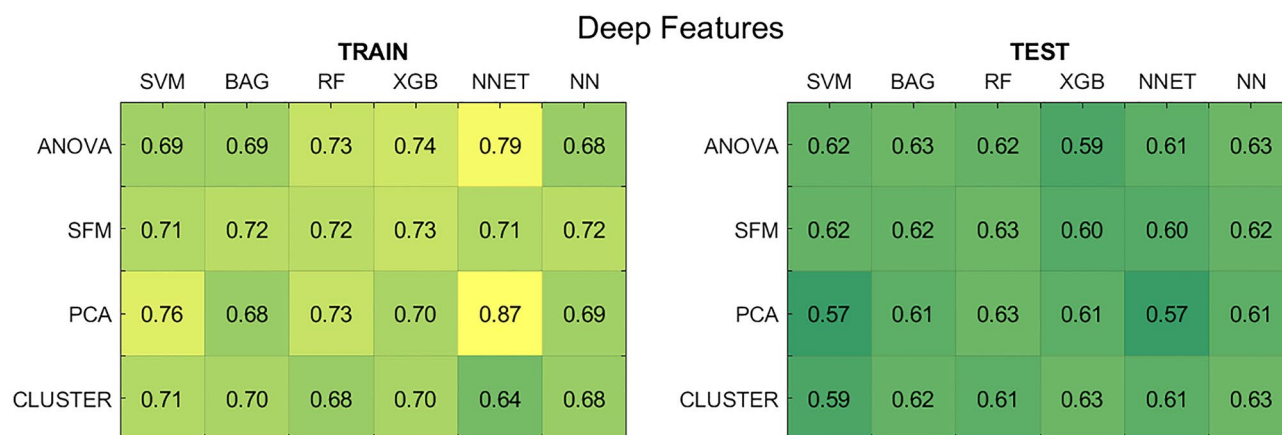 Deep Features
TRAIN TEST
SVM BAG RF XGB NNET NN SVM BAG RF XGB NNET NN
ANOVA 0.69 0.69 0.73 0.74 0.79 0.68 ANOVA 0.62 0.63 0.62 0.59 0.61 0.63
SFM 0.71 0.72 0.72 0.73 0.71 0.72 SFM 0.62 0.62 0.63 0.60 0.60 0.62
PCA 0.76 0.68 0.73 0.70 0.87 0.69 PCA 0.57 0.61 0.63 0.61 0.57 0.61
CLUSTER 0.71 0.70 0.68 0.70 0.64 0.68 CLUSTER 0.59 0.62 0.61 0.63 0.61 0.63